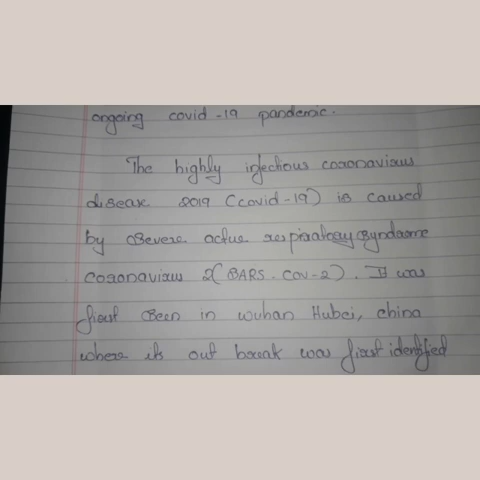 ongoing covid-19 pandemic.
The highly infectious coronavirus
disease 2019 (covid-19) is caused
by severe actue respiratory syndrome
coronavirus 2(SARS-COV-2). It was
first seen in wuhan Hubei, china
where its out break was first identified